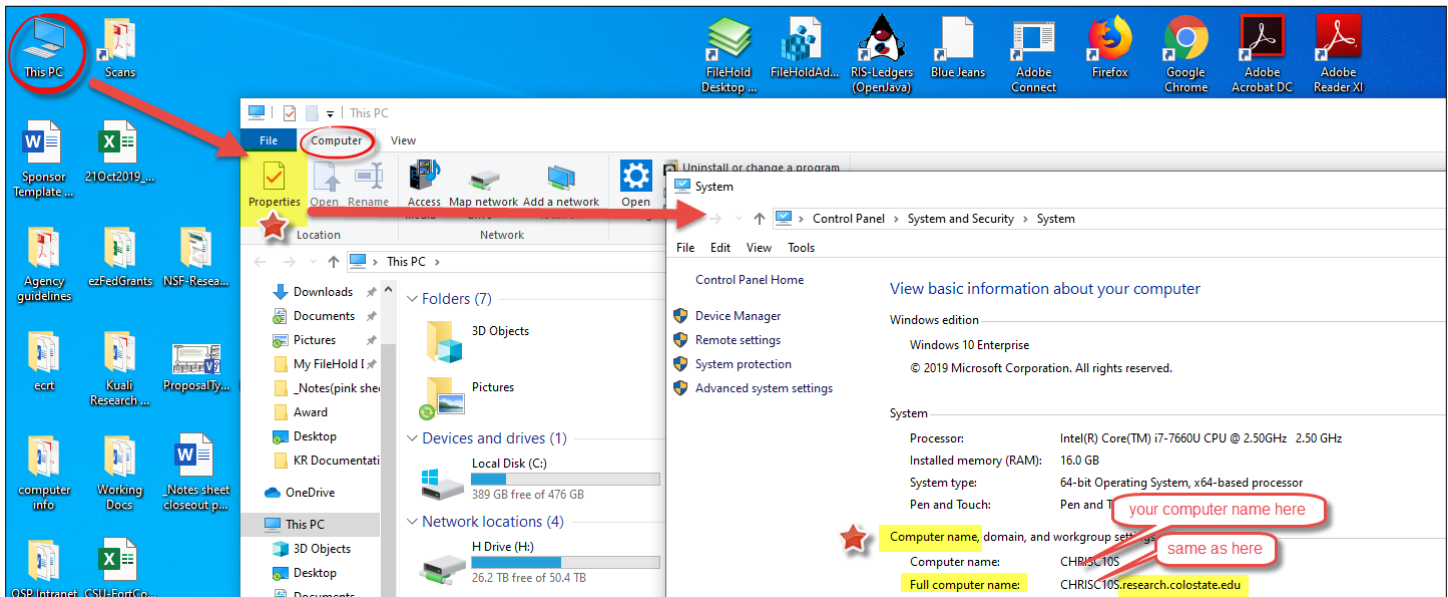 This PC
Scans
FileHold
Desktop ...
FileHoldAd...
RIS-Ledgers
(OpenJava)
Blue Jeans
Adobe
Connect
Firefox
Google
Chrome
Adobe
Acrobat DC
Adobe
Reader XI
Sponsor
Template ...
21Oct2019_...
Agency
guidelines
ezFedGrants
NSF-Resea...
ecrt
Kuali
Research ...
ProposalTy...
computer
info
Working
Docs
_Notes sheet
closeout p...
OSP Intranet
CSU-FortCo...
This PC
File
Computer
View
Properties
Open
Rename
Access
Map network
Add a network
Open
Uninstall or change a program
Location
Network
This PC
Downloads
Documents
Pictures
My FileHold
_Notes(pink shee
Award
Desktop
KR Documentati
OneDrive
This PC
3D Objects
Desktop
Documents
Folders (7)
3D Objects
Pictures
Devices and drives (1)
Local Disk (C:)
389 GB free of 476 GB
Network locations (4)
H Drive (H:)
26.2 TB free of 50.4 TB
System
Control Panel > System and Security > System
File Edit View Tools
Control Panel Home
Device Manager
Remote settings
System protection
Advanced system settings
View basic information about your computer
Windows edition
Windows 10 Enterprise
© 2019 Microsoft Corporation. All rights reserved.
System
Processor: Intel(R) Core(TM) i7-7660U CPU @ 2.50GHz 2.50 GHz
Installed memory (RAM): 16.0 GB
System type: 64-bit Operating System, x64-based processor
Pen and Touch: Pen and T
your computer name here
Computer name, domain, and workgroup settings
same as here
Computer name: CHRISC10S
Full computer name: CHRISC10S.research.colostate.edu